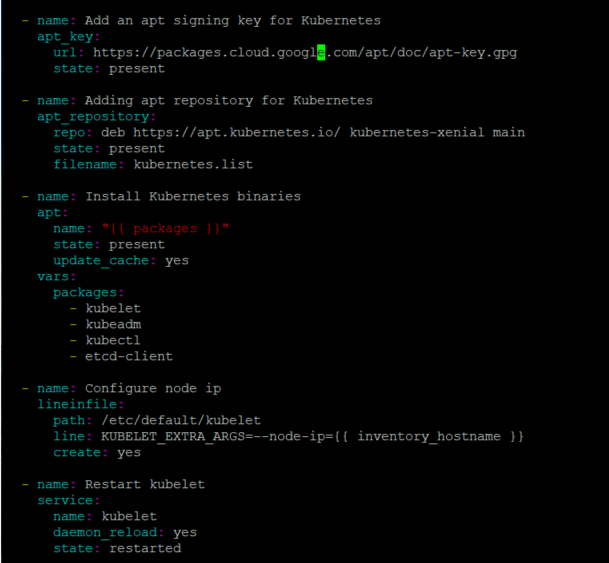 - name: Add an apt signing key for Kubernetes
  apt_key:
    url: https://packages.cloud.google.com/apt/doc/apt-key.gpg
    state: present
- name: Adding apt repository for Kubernetes
  apt_repository:
    repo: deb https://apt.kubernetes.io/ kubernetes-xenial main
    state: present
    filename: kubernetes.list
- name: Install Kubernetes binaries
  apt:
    name: "{{ packages }}"
    state: present
    update_cache: yes
  vars:
    packages:
      - kubelet
      - kubeadm
      - kubectl
      - etcd-client
- name: Configure node ip
  lineinfile:
    path: /etc/default/kubelet
    line: KUBELET_EXTRA_ARGS=--node-ip={{ inventory_hostname }}
    create: yes
- name: Restart kubelet
  service:
    name: kubelet
    daemon_reload: yes
    state: restarted